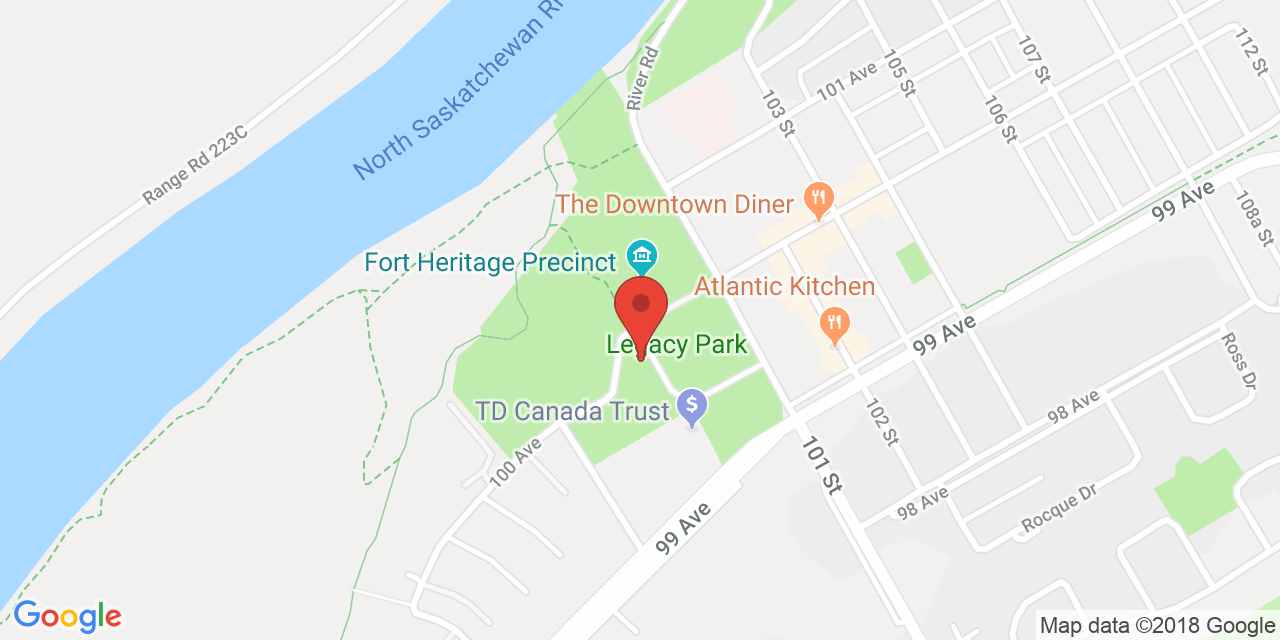 North Saskatchewan Ri
River Rd
112 St
107 St
105 St
101 Ave
103 St
106 St
Range Rd 223C
99 Ave
108a St
The Downtown Diner
Fort Heritage Precinct
Atlantic Kitchen
99 Ave
Legacy Park
Ross Dr
TD Canada Trust
98 Ave
102 St
100 Ave
101 St
98 Ave
Rocque Dr
99 Ave
Google
Map data ©2018 Google